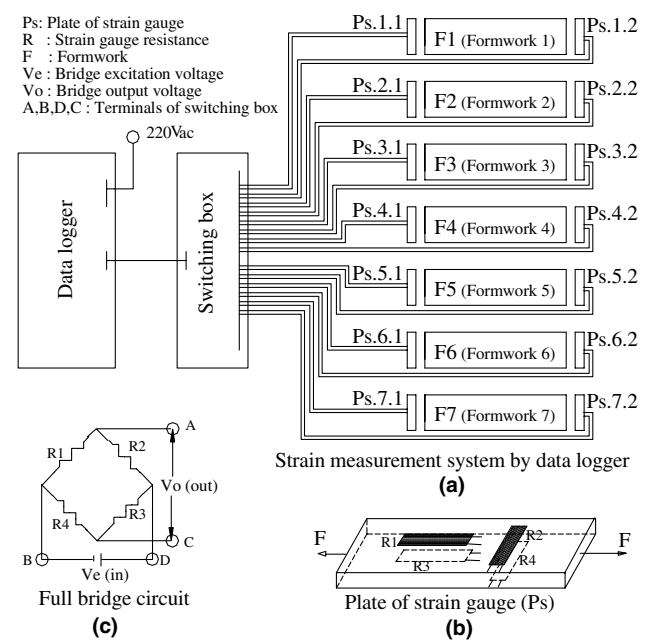 Ps: Plate of strain gauge
R : Strain gauge resistance
F : Formwork
Ve : Bridge excitation voltage
Vo : Bridge output voltage
A,B,D,C : Terminals of switching box
220Vac
Data logger
Switching box
Ps.1.1
F1 (Formwork 1)
Ps.1.2
Ps.2.1
F2 (Formwork 2)
Ps.2.2
Ps.3.1
F3 (Formwork 3)
Ps.3.2
Ps.4.1
F4 (Formwork 4)
Ps.4.2
Ps.5.1
F5 (Formwork 5)
Ps.5.2
Ps.6.1
F6 (Formwork 6)
Ps.6.2
Ps.7.1
F7 (Formwork 7)
Ps.7.2
Strain measurement system by data logger
(a)
A
R1
R2
Vo (out)
R4
R3
C
B
D
Ve (in)
Full bridge circuit
(c)
F
R1
R2
R3
R4
F
Plate of strain gauge (Ps)
(b)